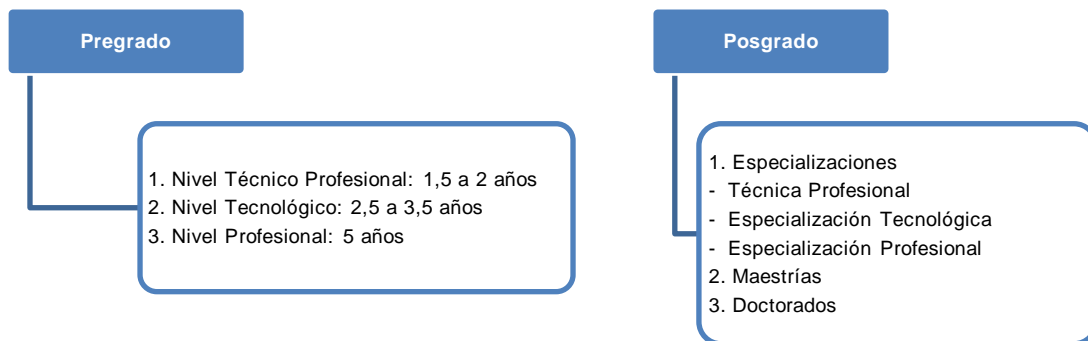 Pregrado
1. Nivel Técnico Profesional: 1,5 a 2 años
2. Nivel Tecnológico: 2,5 a 3,5 años
3. Nivel Profesional: 5 años
Posgrado
1. Especializaciones
- Técnica Profesional
- Especialización Tecnológica
- Especialización Profesional
2. Maestrías
3. Doctorados